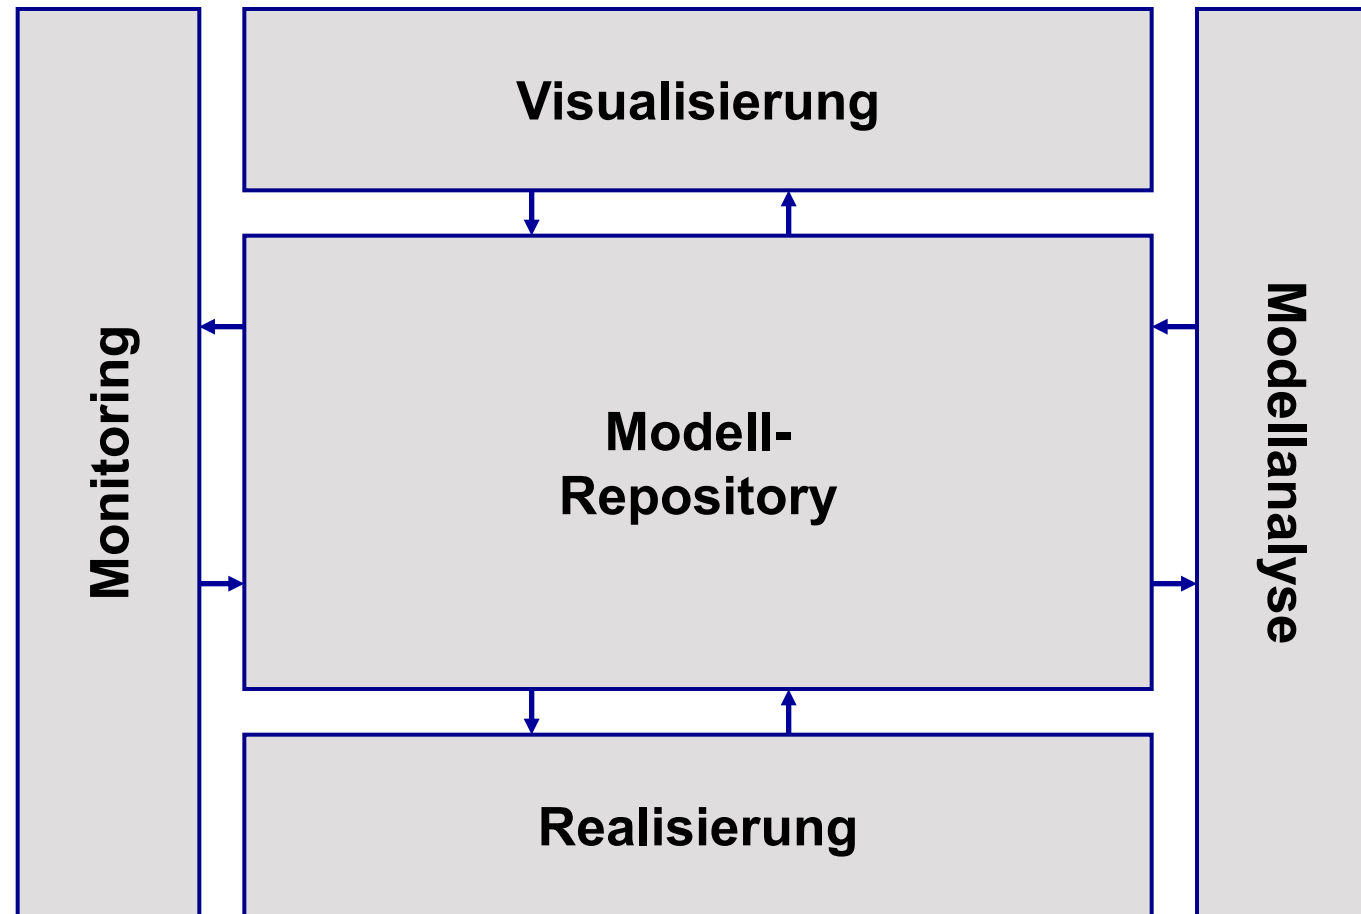 Visualisierung
Monitoring
Modell-
Repository
Modellanalyse
Realisierung